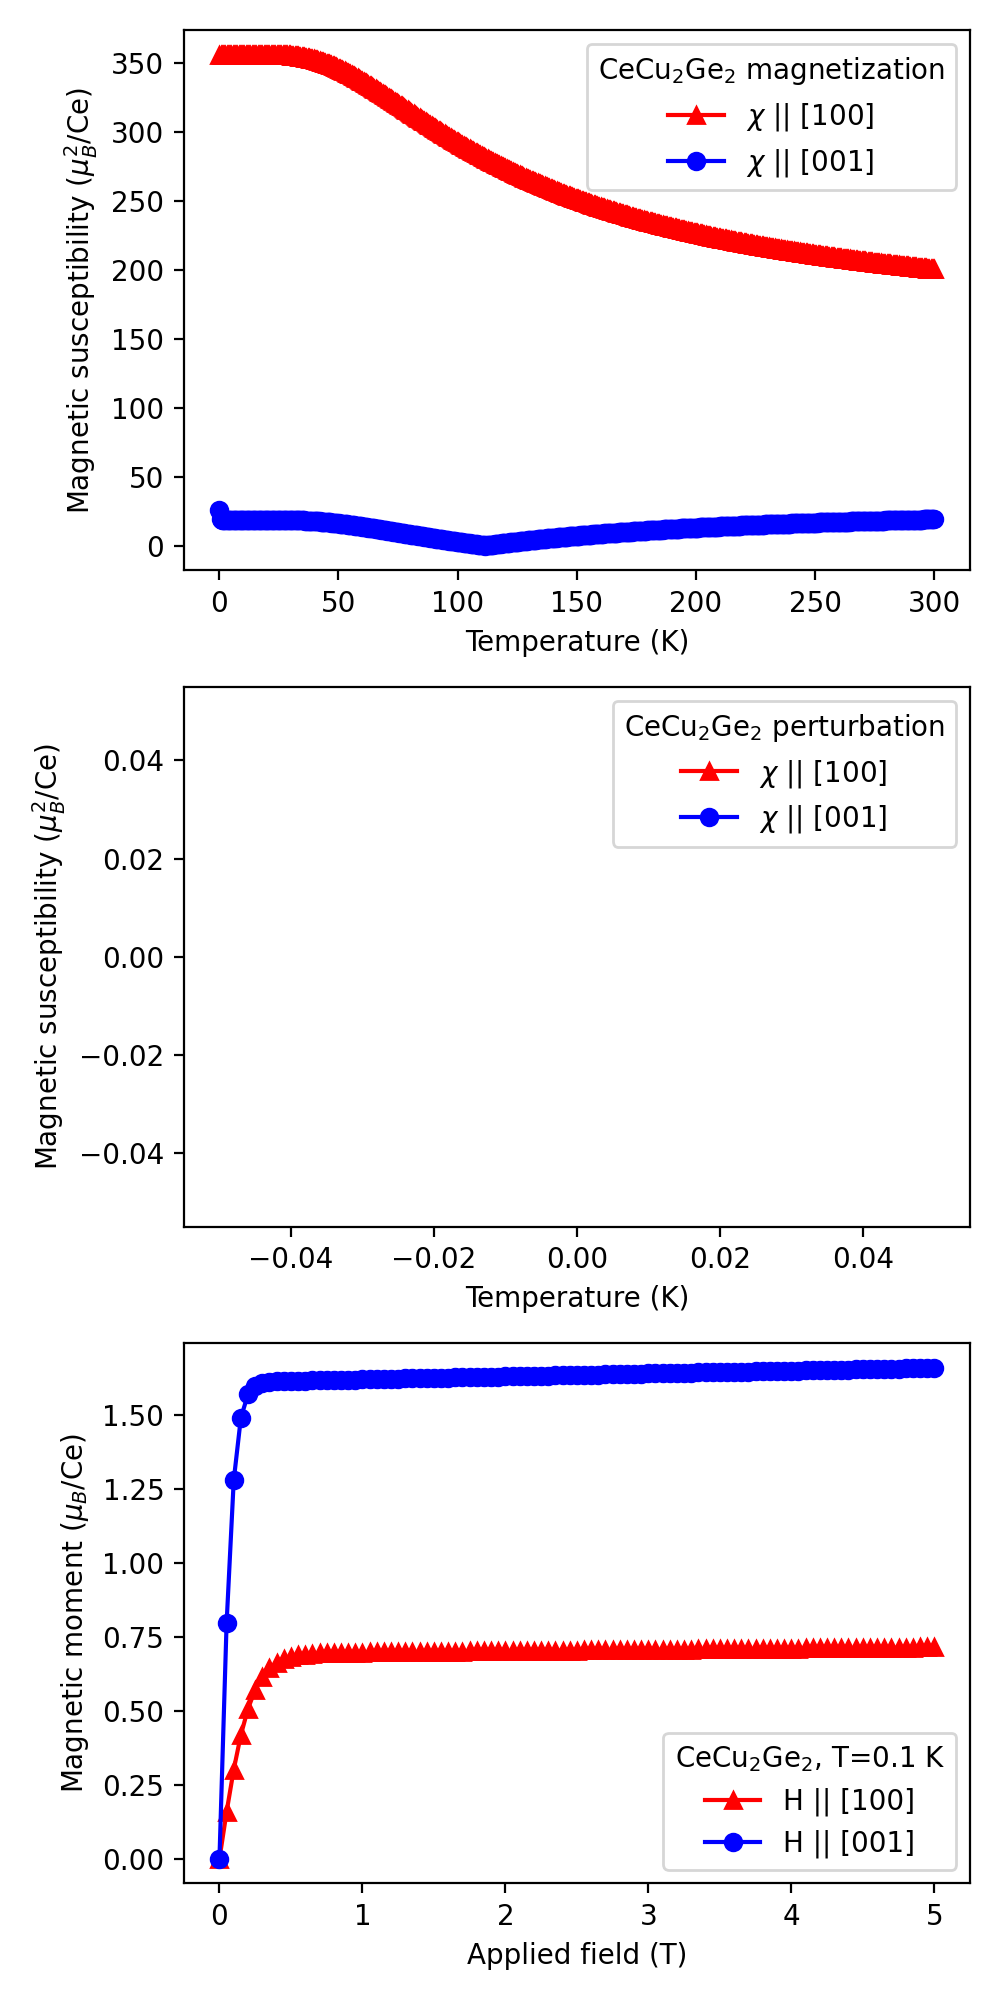 CeCu₂Ge₂ magnetization
χ || [100]
χ || [001]
Magnetic susceptibility (μ_B²/Ce)
350
300
250
200
150
100
50
0
0 50 100 150 200 250 300
Temperature (K)
CeCu₂Ge₂ perturbation
χ || [100]
χ || [001]
Magnetic susceptibility (μ_B²/Ce)
0.04
0.02
0.00
−0.02
−0.04
−0.04 −0.02 0.00 0.02 0.04
Temperature (K)
Magnetic moment (μ_B/Ce)
1.50
1.25
1.00
0.75
0.50
0.25
0.00
CeCu₂Ge₂, T=0.1 K
H || [100]
H || [001]
0 1 2 3 4 5
Applied field (T)